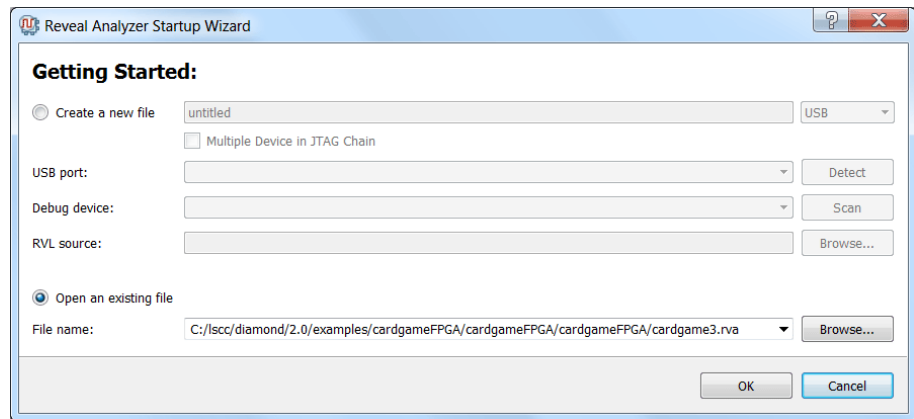 Reveal Analyzer Startup Wizard
Getting Started:
Create a new file untitled USB
Multiple Device in JTAG Chain
USB port: Detect
Debug device: Scan
RVL source: Browse...
Open an existing file
File name: C:/lscc/diamond/2.0/examples/cardgameFPGA/cardgameFPGA/cardgameFPGA/cardgame3.rva Browse...
OK Cancel